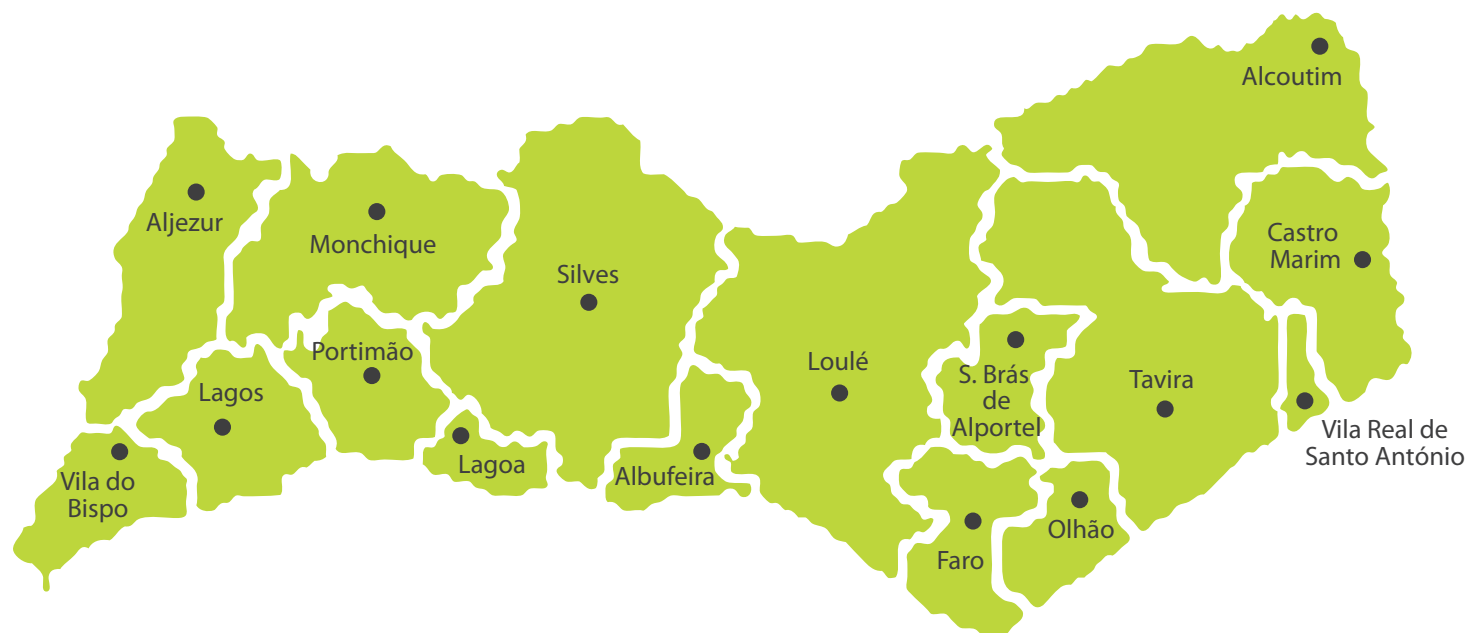 Alcoutim
Aljezur
Monchique
Castro
Marim
Silves
Portimão
Loulé
S. Brás
de
Alportel
Tavira
Lagos
Vila Real de
Santo António
Lagoa
Albufeira
Vila do
Bispo
Olhão
Faro